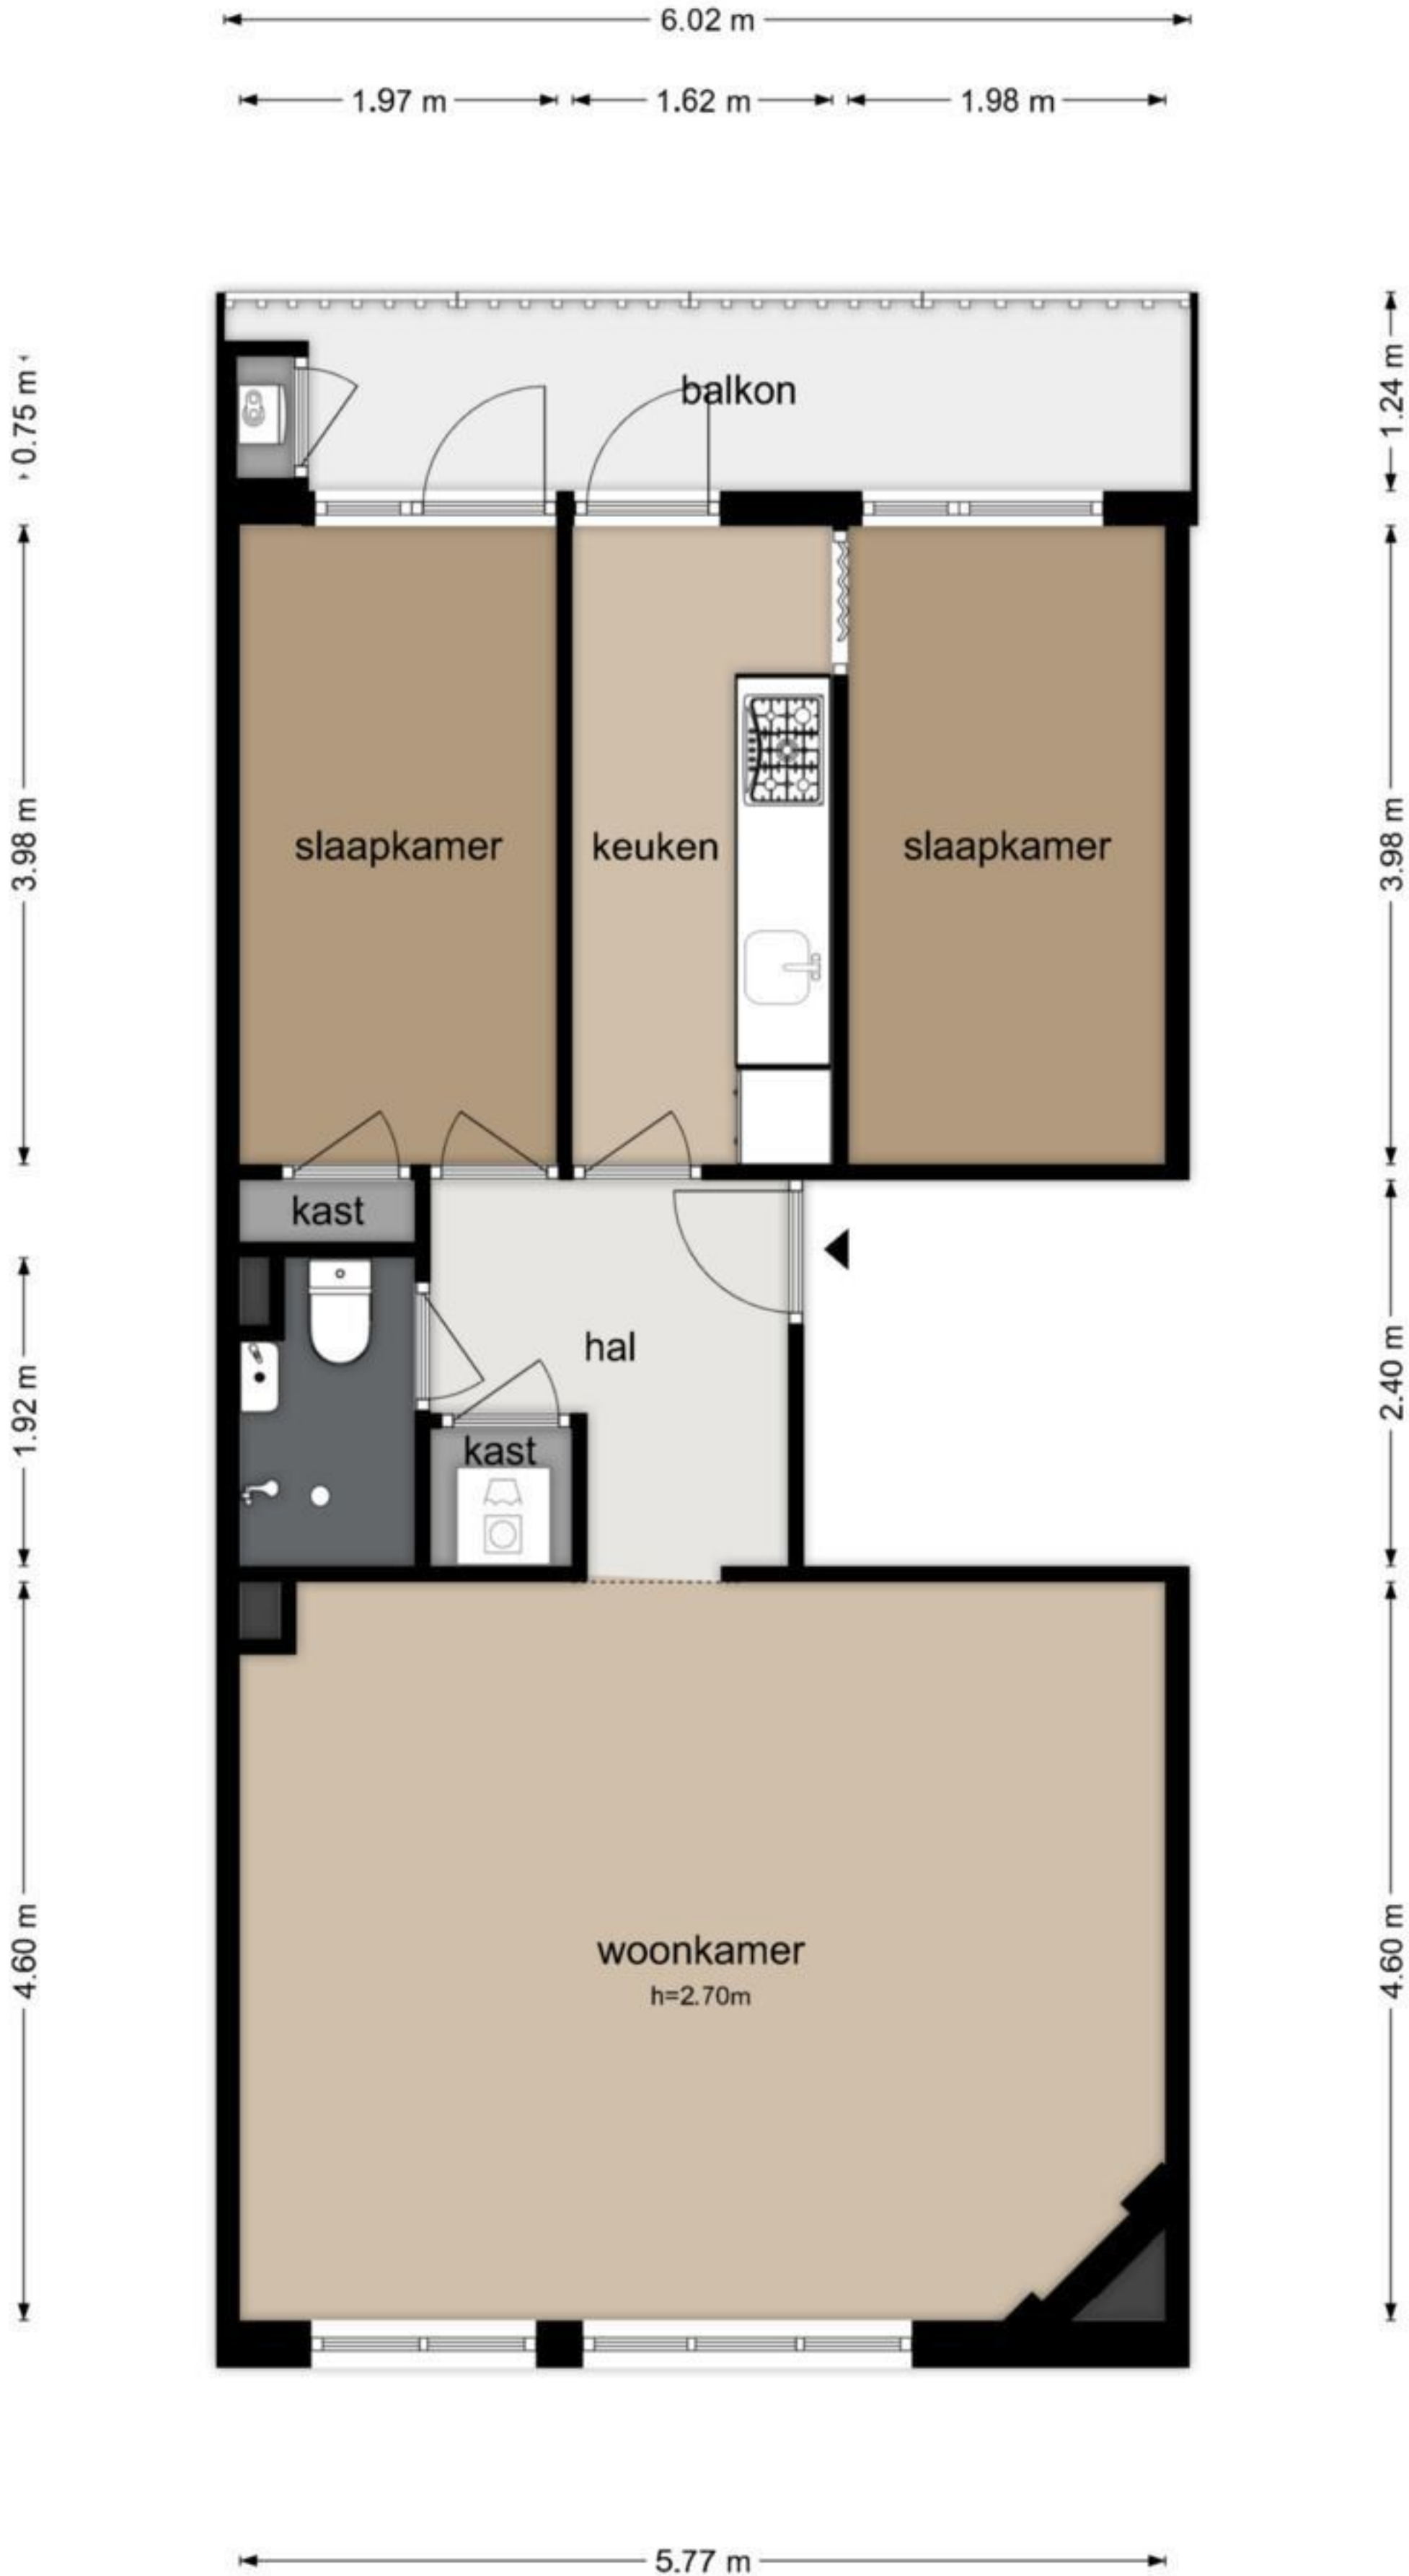 6.02 m
1.97 m
1.62 m
1.98 m
balkon
0.75 m
1.24 m
slaapkamer
keuken
slaapkamer
3.98 m
3.98 m
kast
hal
kast
1.92 m
2.40 m
woonkamer
h=2.70m
4.60 m
4.60 m
5.77 m